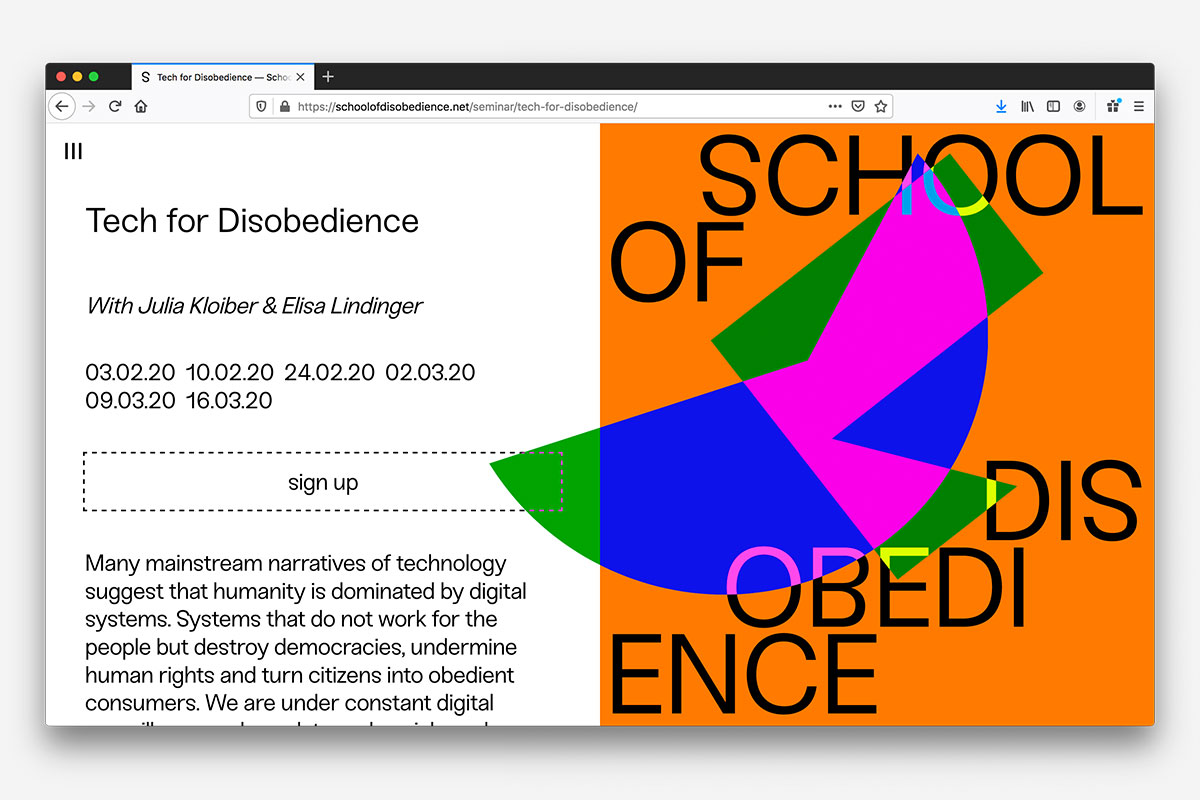 Tech for Disobedience — Scho
https://schoolofdisobedience.net/seminar/tech-for-disobedience/
Tech for Disobedience
With Julia Kloiber & Elisa Lindinger
03.02.20 10.02.20 24.02.20 02.03.20
09.03.20 16.03.20
sign up
Many mainstream narratives of technology
suggest that humanity is dominated by digital
systems. Systems that do not work for the
people but destroy democracies, undermine
human rights and turn citizens into obedient
consumers. We are under constant digital
SCHOOL
OF
DIS
OBEDI
ENCE